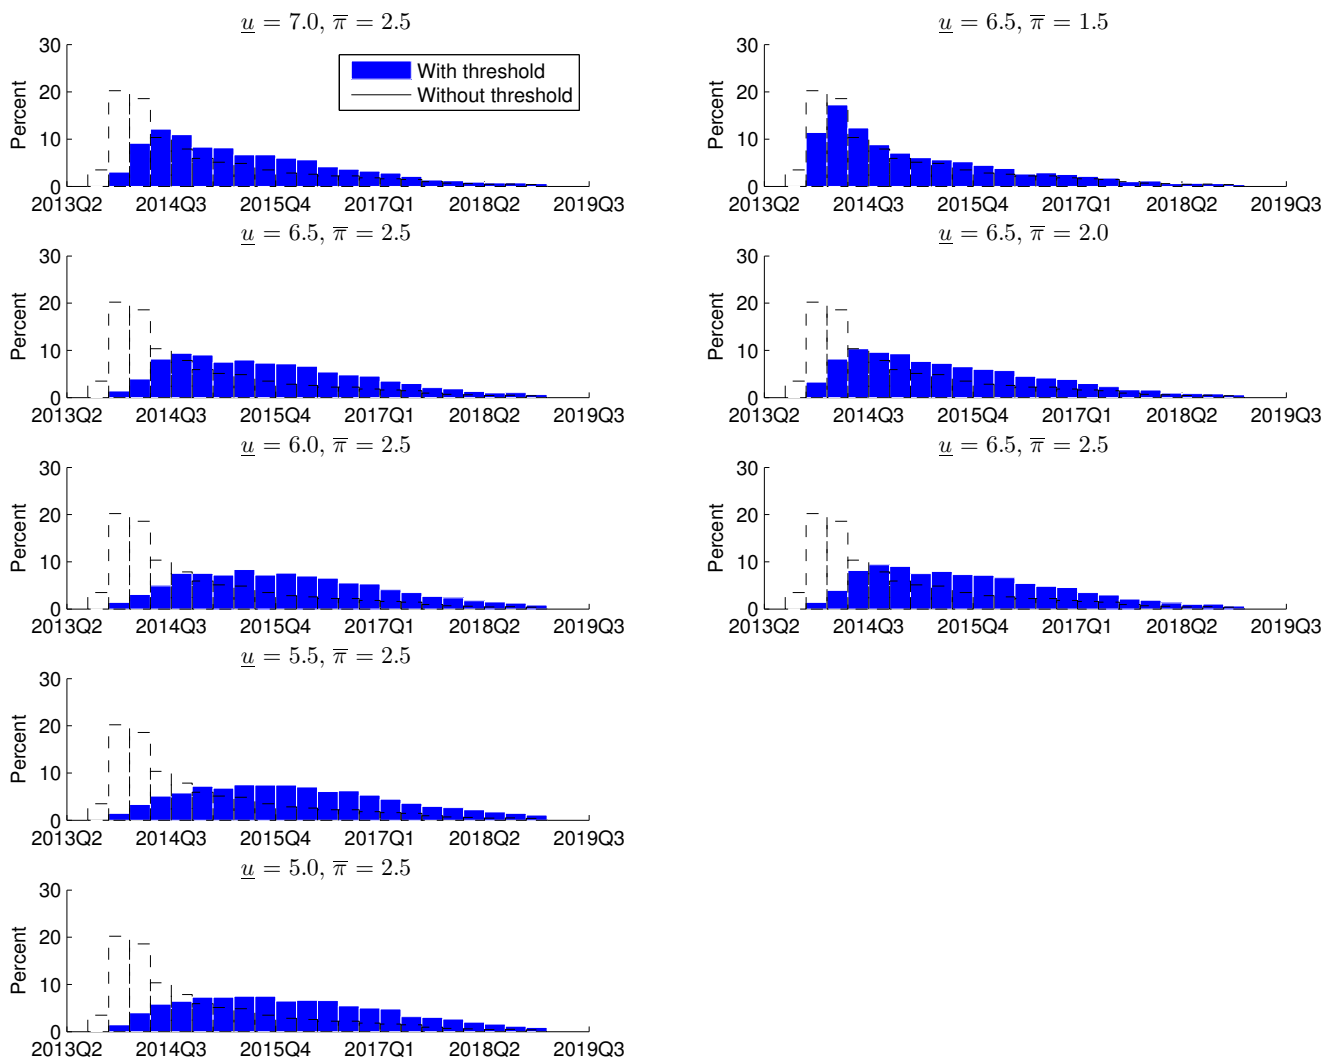 u = 7.0, π = 2.5
30
20
10
0
Percent
With threshold
Without threshold
2013Q2 2014Q3 2015Q4 2017Q1 2018Q2 2019Q3
u = 6.5, π = 1.5
30
20
10
0
Percent
2013Q2 2014Q3 2015Q4 2017Q1 2018Q2 2019Q3
u = 6.5, π = 2.5
30
20
10
0
Percent
2013Q2 2014Q3 2015Q4 2017Q1 2018Q2 2019Q3
u = 6.5, π = 2.0
30
20
10
0
Percent
2013Q2 2014Q3 2015Q4 2017Q1 2018Q2 2019Q3
u = 6.0, π = 2.5
30
20
10
0
Percent
2013Q2 2014Q3 2015Q4 2017Q1 2018Q2 2019Q3
u = 6.5, π = 2.5
30
20
10
0
Percent
2013Q2 2014Q3 2015Q4 2017Q1 2018Q2 2019Q3
u = 5.5, π = 2.5
30
20
10
0
Percent
2013Q2 2014Q3 2015Q4 2017Q1 2018Q2 2019Q3
u = 5.0, π = 2.5
30
20
10
0
Percent
2013Q2 2014Q3 2015Q4 2017Q1 2018Q2 2019Q3